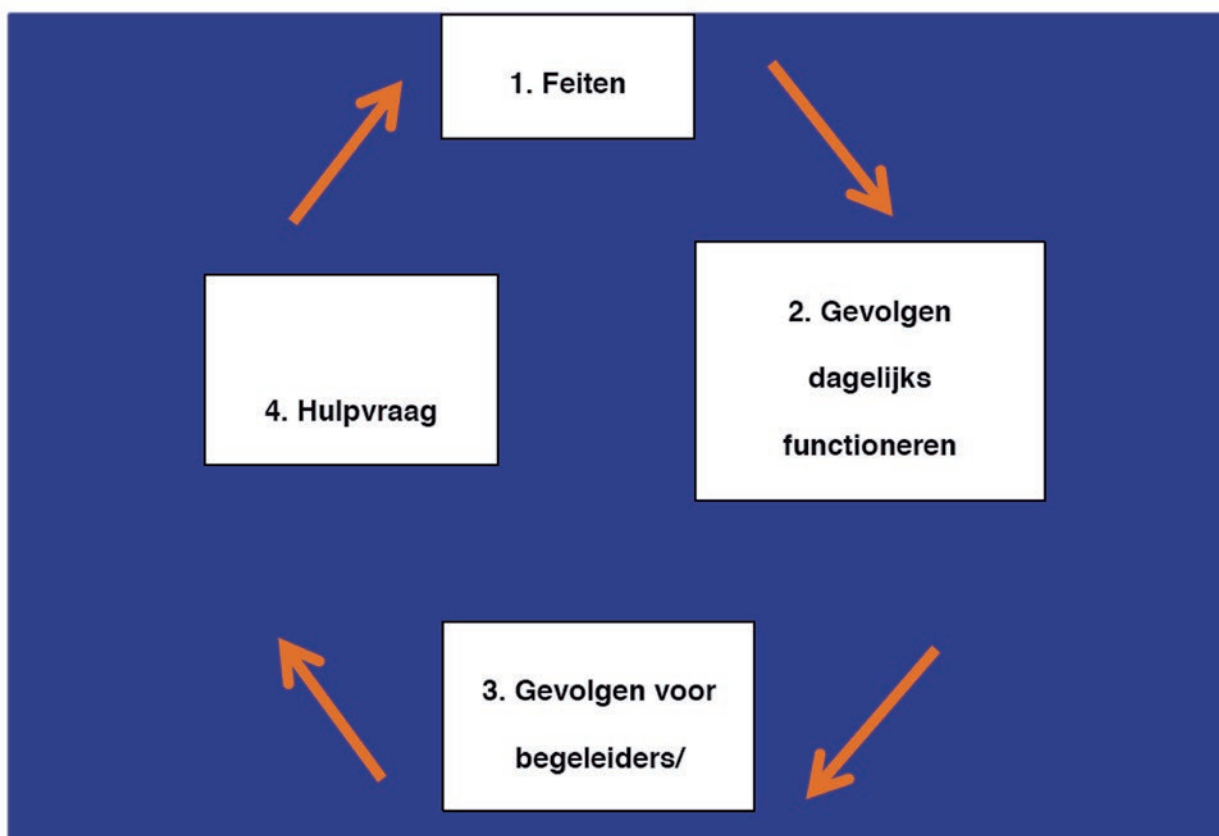 1. Feiten
2. Gevolgen
dagelijks
functioneren
3. Gevolgen voor
begeleiders/
4. Hulpvraag